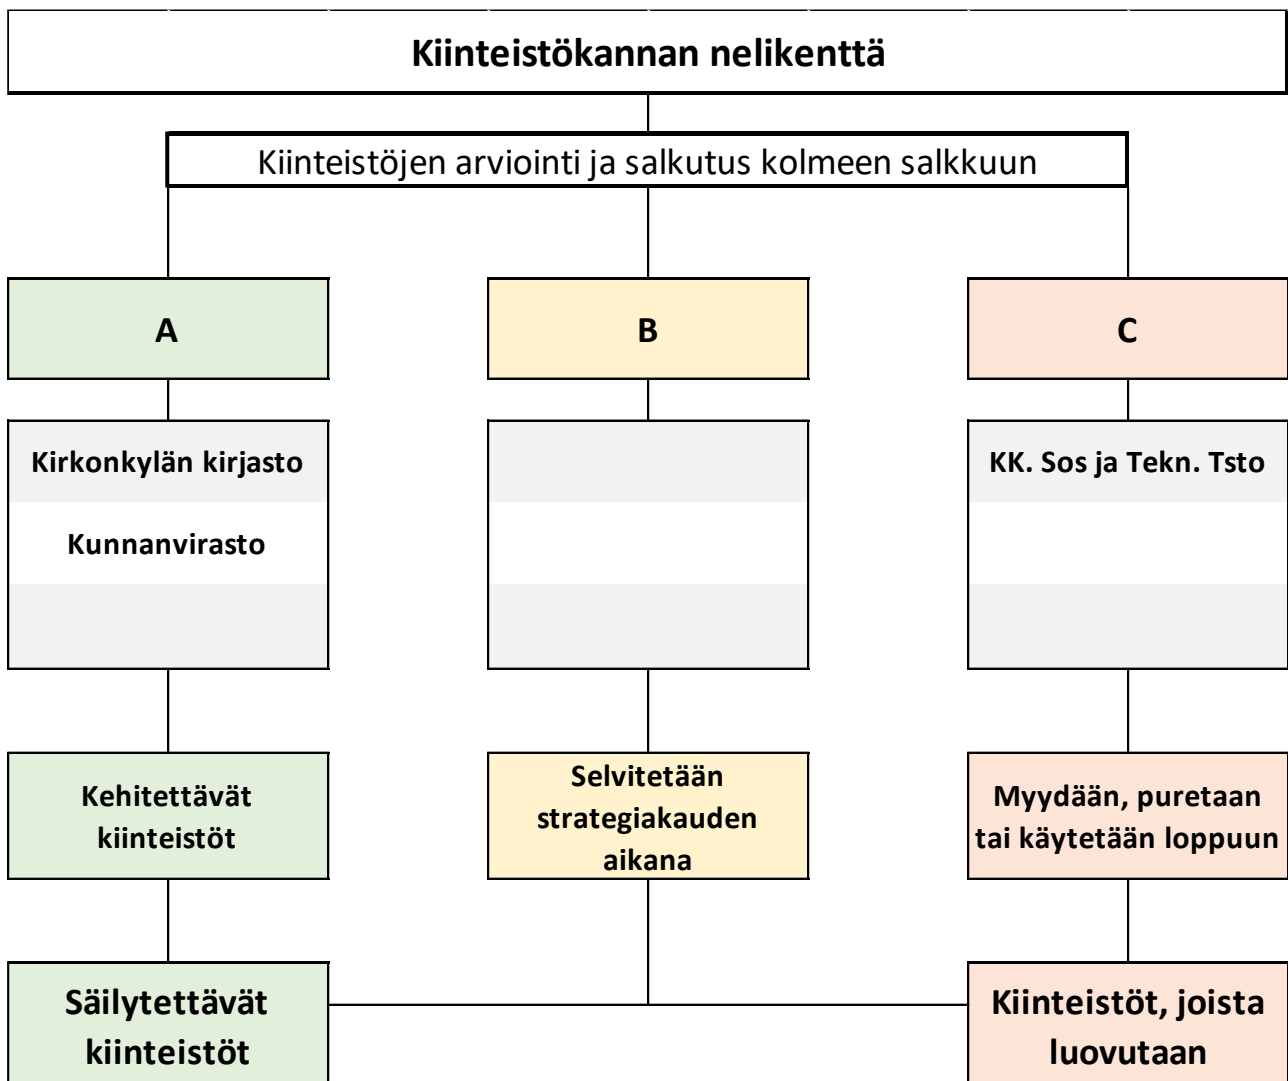 Kiinteistökannan nelikenttä
Kiinteistöjen arviointi ja salkutus kolmeen salkkuun
A
B
C
Kirkonkylän kirjasto
KK. Sos ja Tekn. Tsto
Kunnanvirasto
Kehitettävät
kiinteistöt
Selvitetään
strategiakauden
aikana
Myydään, puretaan
tai käytetään loppuun
Säilytettävät
kiinteistöt
Kiinteistöt, joista
luovutaan